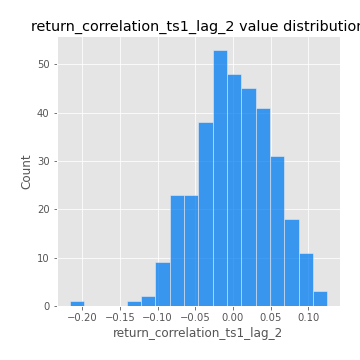 return_correlation_ts1_lag_2 value distribution
50
40
30
20
10
0
Count
−0.20 −0.15 −0.10 −0.05 0.00 0.05 0.10
return_correlation_ts1_lag_2